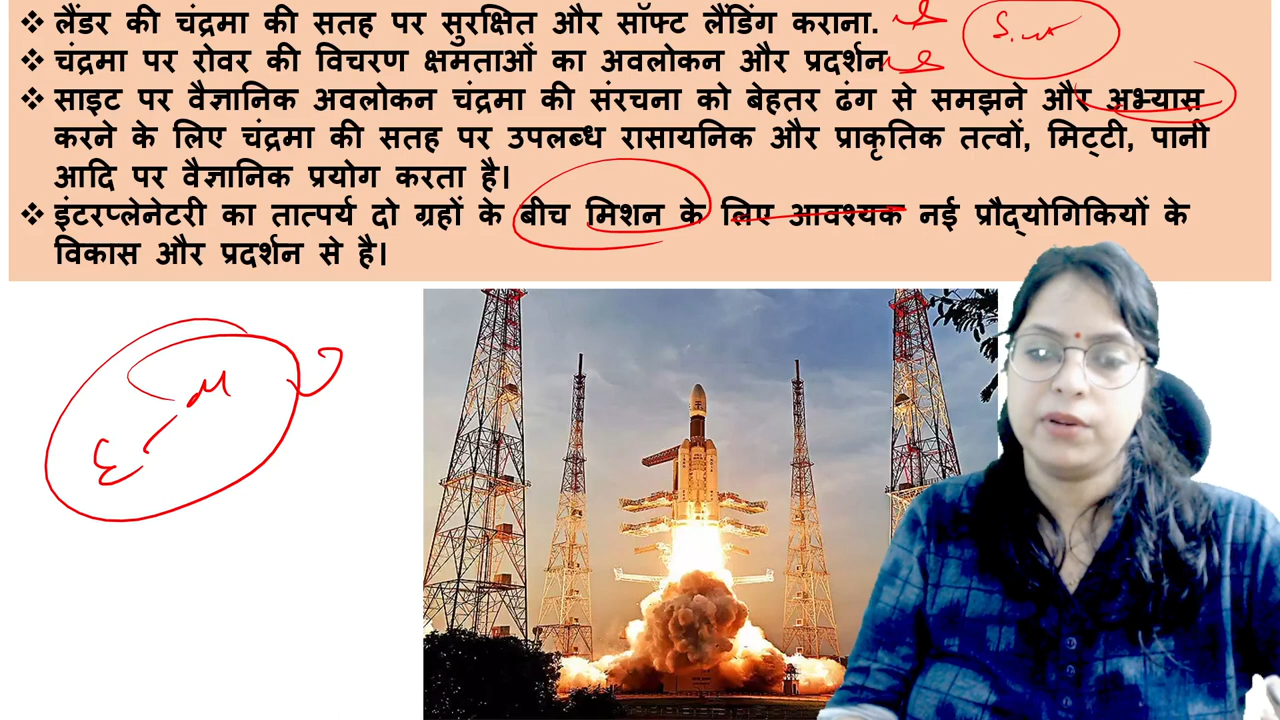 ❖ लैंडर की चंद्रमा की सतह पर सुरक्षित और सॉफ्ट लैंडिंग कराना.
❖ चंद्रमा पर रोवर की विचरण क्षमताओं का अवलोकन और प्रदर्शन
❖ साइट पर वैज्ञानिक अवलोकन चंद्रमा की संरचना को बेहतर ढंग से समझने और अभ्यास
करने के लिए चंद्रमा की सतह पर उपलब्ध रासायनिक और प्राकृतिक तत्वों, मिट्टी, पानी
आदि पर वैज्ञानिक प्रयोग करता है।
❖ इंटरप्लेनेटरी का तात्पर्य दो ग्रहों के बीच मिशन के लिए आवश्यक नई प्रौद्योगिकियों के
विकास और प्रदर्शन से है।
E - M